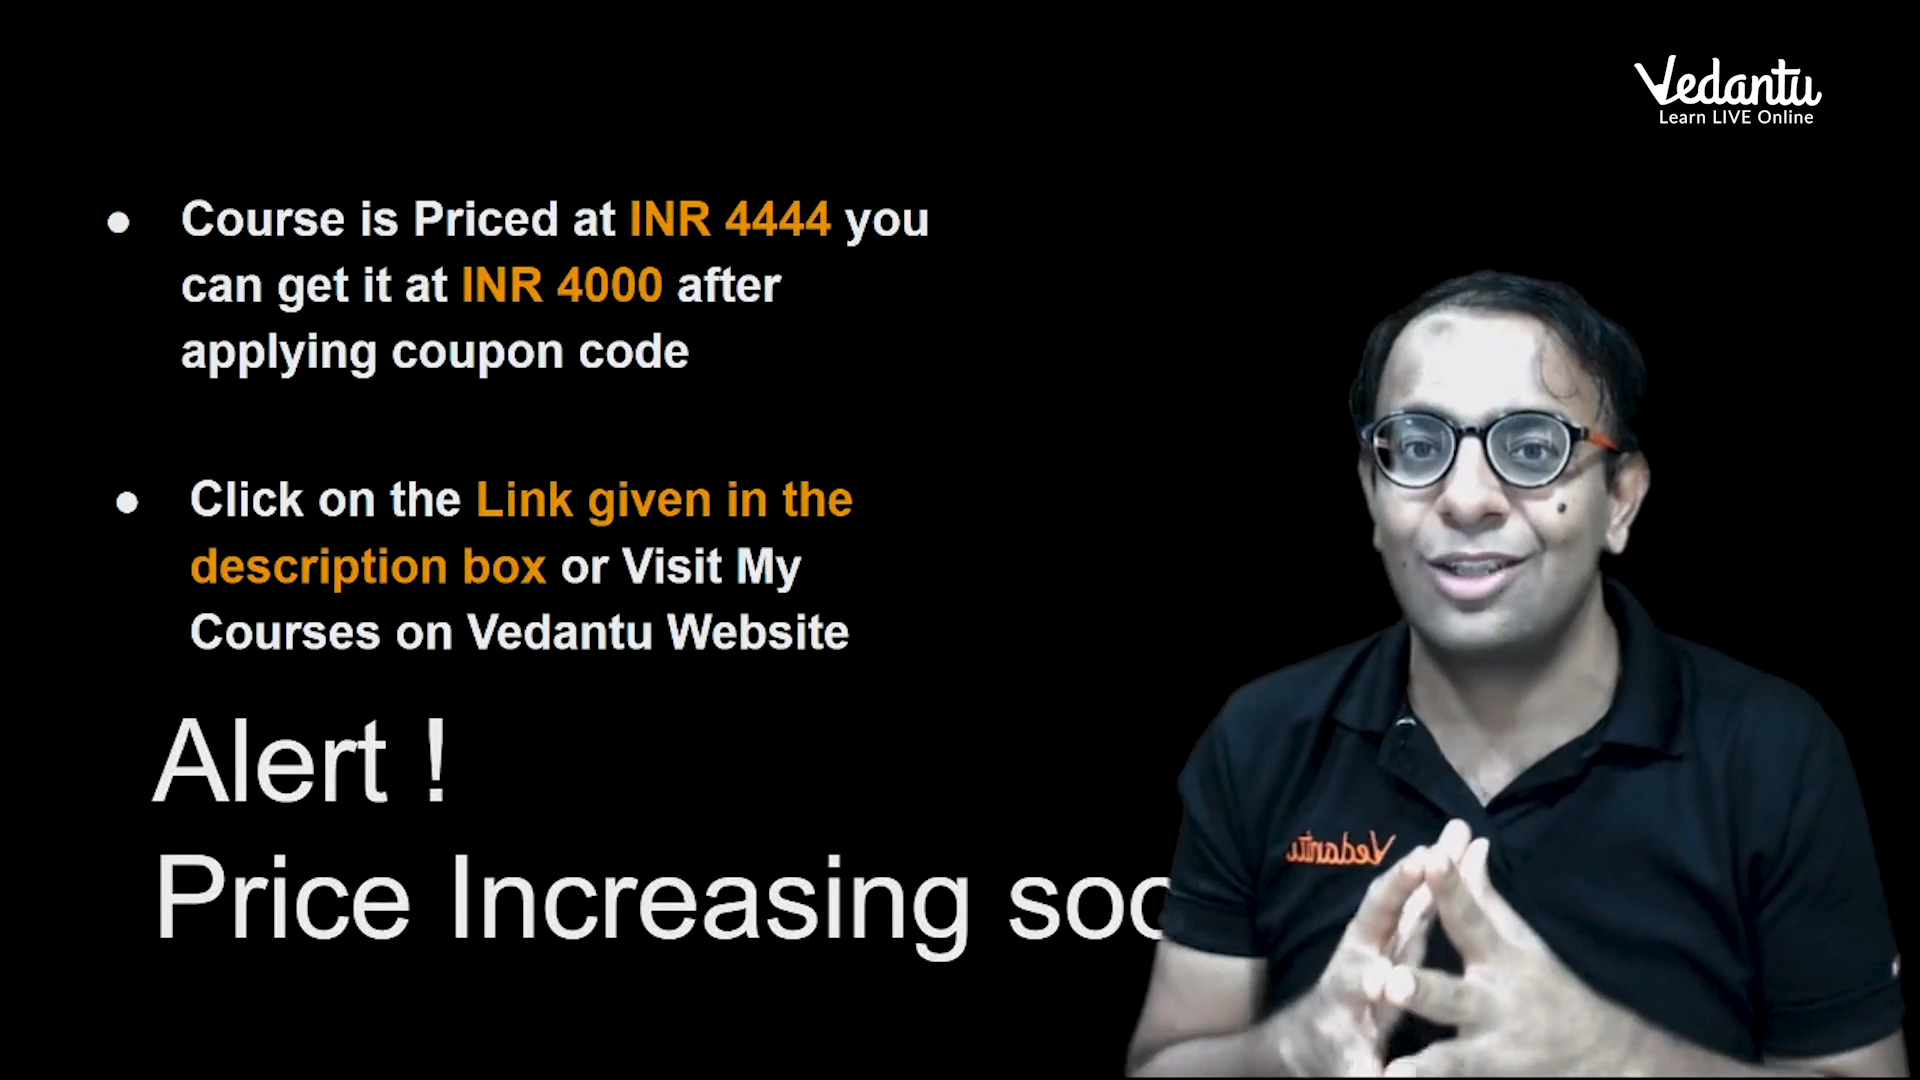 Vedantu
Learn LIVE Online
● Course is Priced at INR 4444 you
can get it at INR 4000 after
applying coupon code
● Click on the Link given in the
description box or Visit My
Courses on Vedantu Website
Alert !
Price Increasing
Vedantu